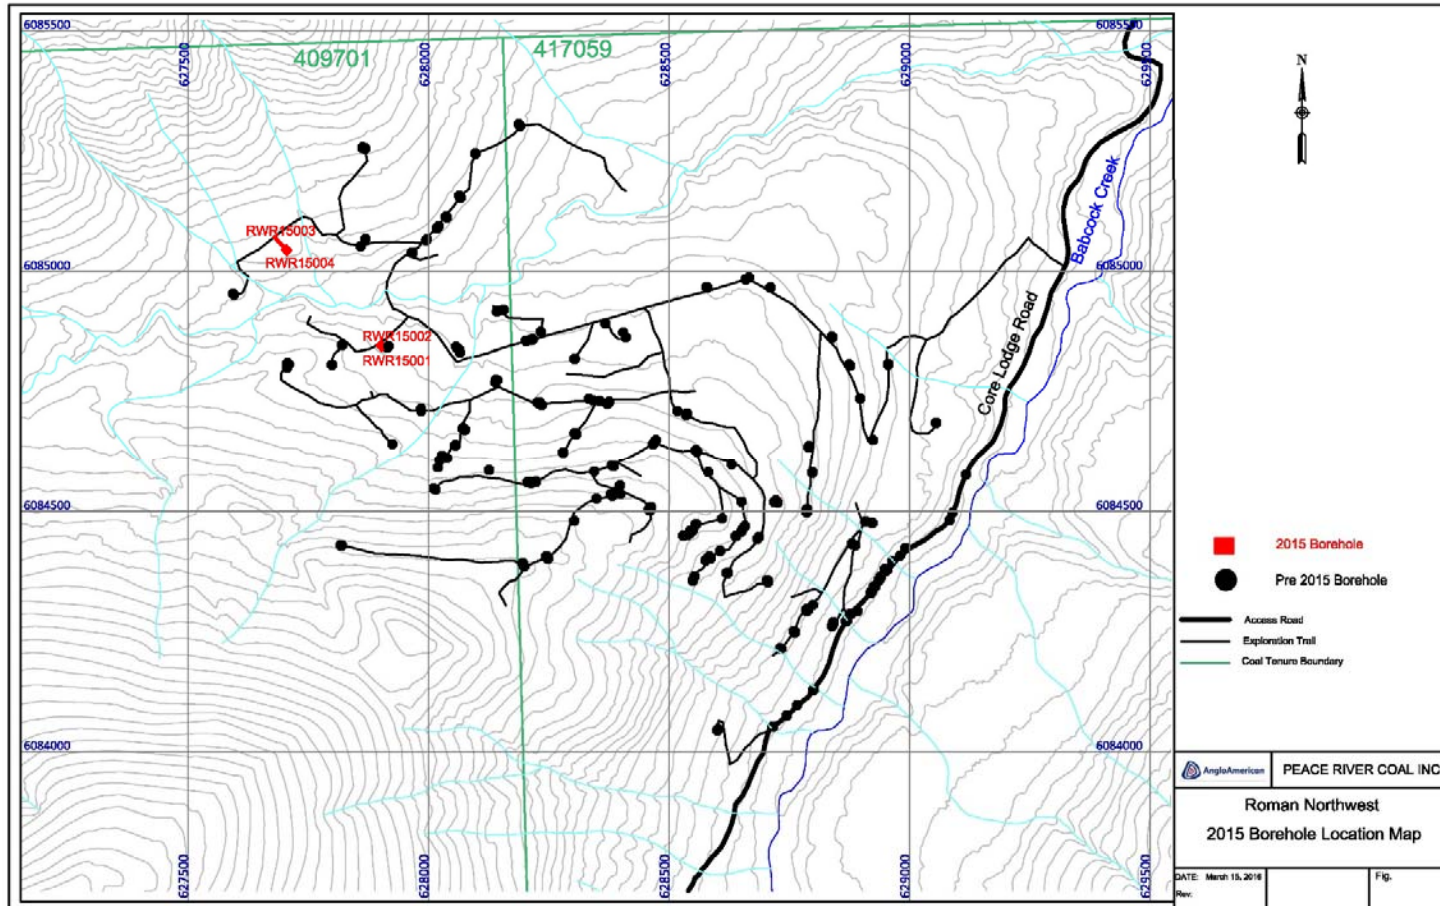 6085500
6085500
627500
628000
628500
629000
629500
409701
417059
N
Babcock Creek
RWR15003
RWR15004
6085000
6085000
RWR15002
RWR15001
Core Lodge Road
6084500
6084500
2015 Borehole
Pre 2015 Borehole
Access Road
Exploration Trail
Coal Tenure Boundary
6084000
6084000
AngloAmerican
PEACE RIVER COAL INC
Roman Northwest
2015 Borehole Location Map
627500
628000
628500
629000
629500
DATE: March 15, 2016
Fig.
Rev: